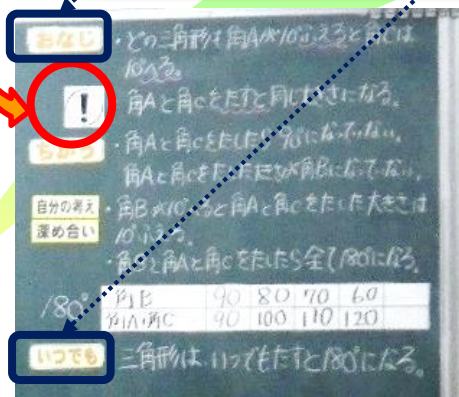 おなじ ・どの三角形も角Aが10°ふえると角Cは
10°へる。
! 角Aと角Cをたすと同じ大きさになる。
ちがう ・角Aと角Cをたしたら90°になっていない。
角Aと角Cをたした大きさが角Bになっていない。
自分の考え ・角Bが10°へると角Aと角Cをたした大きさは
深め合い 10°ふえる。
・角Bと角Aと角Cをたしたら全て180°になる。
角B 90 80 70 60
180° 角A+角C 90 100 110 120
いつでも 三角形は いつでもたすと180°になる。